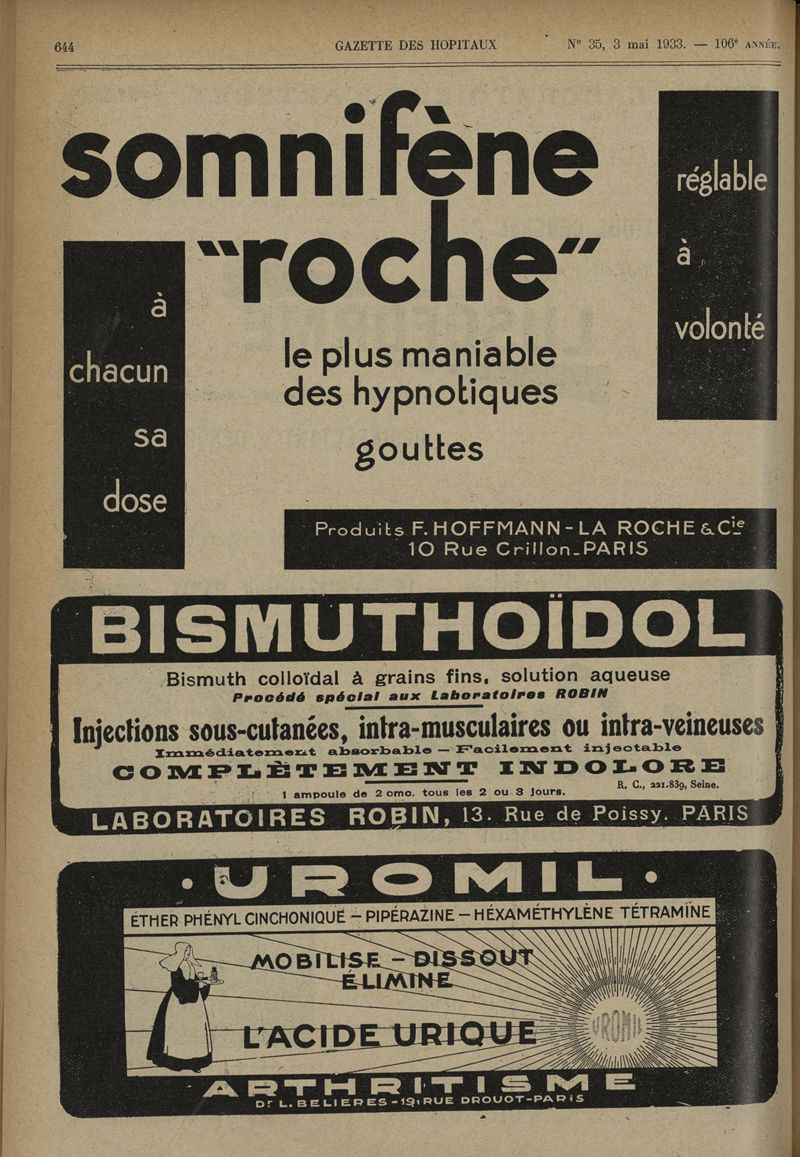 644 GAZETTE DES HOPITAUX N° 35, 3 mai 1933. — 106e ANNÉE.
somnifène
"roche"
réglable
à
volonté
à
chacun
sa
dose
le plus maniable
des hypnotiques
gouttes
Produits F. HOFFMANN-LA ROCHE & Cie
10 Rue Crillon_PARIS
BISMUTHOÏDOL
Bismuth colloïdal à grains fins, solution aqueuse
Procédé spécial aux Laboratoires ROBIN
Injections sous-cutanées, intra-musculaires ou intra-veineuses
Immédiatement absorbable — Facilement injectable
COMPLÈTEMENT INDOLORE
R. C., 221.839, Seine.
1 ampoule de 2 cmc. tous les 2 ou 3 jours.
LABORATOIRES ROBIN, 13. Rue de Poissy. PARIS
· UROMIL ·
ÉTHER PHÉNYL CINCHONIQUE — PIPÉRAZINE — HÉXAMÉTHYLÈNE TÉTRAMÎNE
MOBILISE — DISSOUT
ÉLIMINE
L'ACIDE URIQUE
UROMIL
ARTHRITISME
Dr L. BELIERES - 19, RUE DROUOT - PARIS